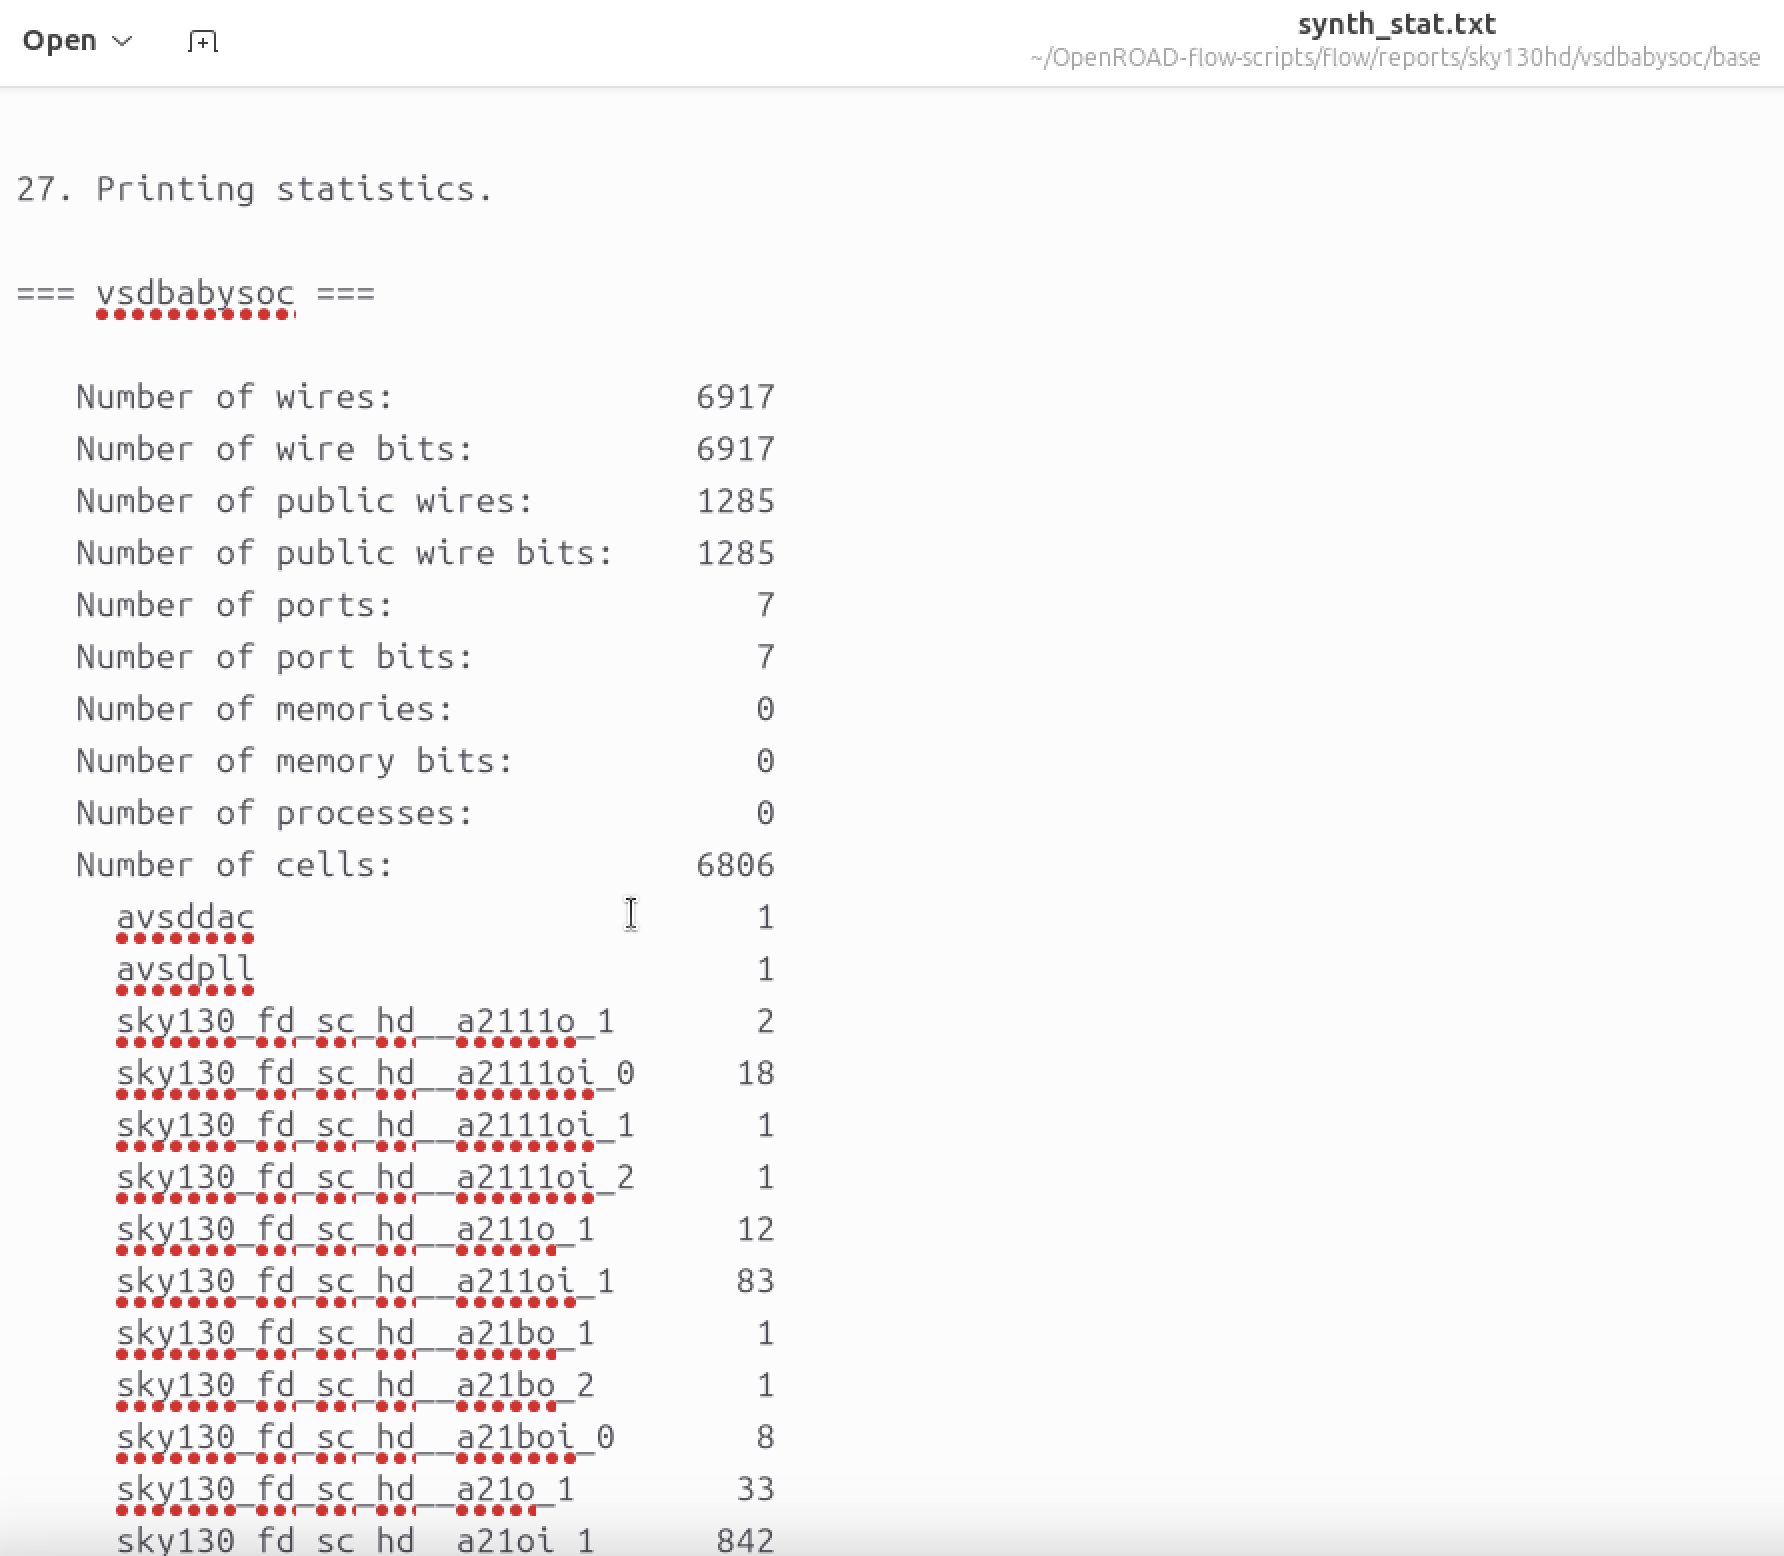 Open
synth_stat.txt
~/OpenROAD-flow-scripts/flow/reports/sky130hd/vsdbabysoc/base
27. Printing statistics.
=== vsdbabysoc ===
Number of wires: 6917
Number of wire bits: 6917
Number of public wires: 1285
Number of public wire bits: 1285
Number of ports: 7
Number of port bits: 7
Number of memories: 0
Number of memory bits: 0
Number of processes: 0
Number of cells: 6806
avsddac 1
avsdpll 1
sky130_fd_sc_hd__a2111o_1 2
sky130_fd_sc_hd__a2111oi_0 18
sky130_fd_sc_hd__a2111oi_1 1
sky130_fd_sc_hd__a2111oi_2 1
sky130_fd_sc_hd__a211o_1 12
sky130_fd_sc_hd__a211oi_1 83
sky130_fd_sc_hd__a21bo_1 1
sky130_fd_sc_hd__a21bo_2 1
sky130_fd_sc_hd__a21boi_0 8
sky130_fd_sc_hd__a21o_1 33
sky130_fd_sc_hd__a21oi_1 842